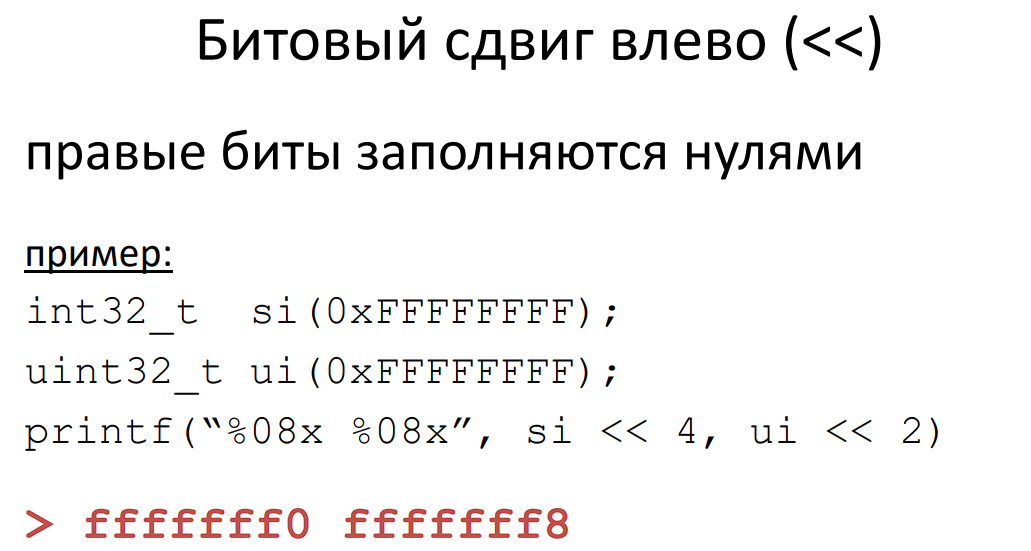 Битовый сдвиг влево (<<)
правые биты заполняются нулями
пример:
int32_t  si(0xFFFFFFFF);
uint32_t ui(0xFFFFFFFF);
printf(“%08x %08x”, si << 4, ui << 2)
> fffffff0 fffffff8